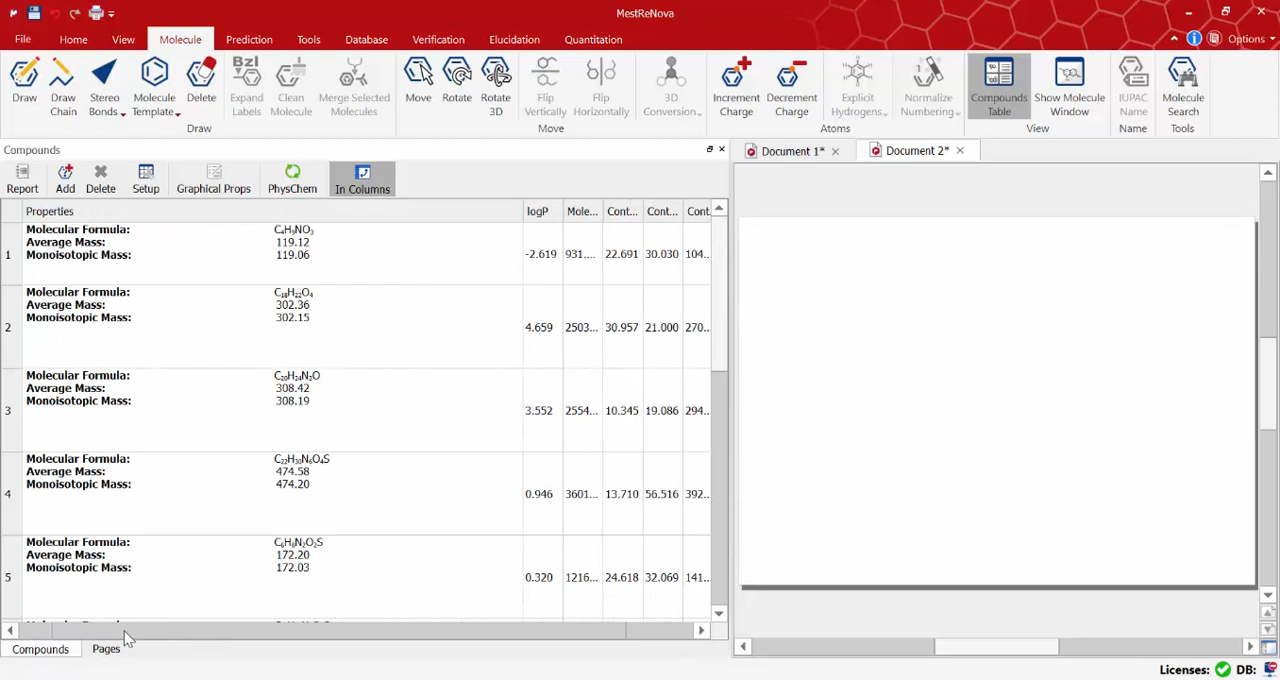 MestReNova
File Home View Molecule Prediction Tools Database Verification Elucidation Quantitation Options
Draw Draw Chain Stereo Bonds Molecule Template Delete BzI Expand Labels Clean Molecule Merge Selected Molecules Move Rotate Rotate 3D Flip Vertically Flip Horizontally 3D Conversion Increment Charge Decrement Charge Explicit Hydrogens Normalize Numbering Compounds Table Show Molecule Window IUPAC Name Molecule Search
Draw Move Atoms View Name Tools
Compounds
Document 1* Document 2*
Report Add Delete Setup Graphical Props PhysChem In Columns
Properties logP Mole... Cont... Cont... Cont.
Molecular Formula: C₄H₉NO₃
Average Mass: 119.12
1 Monoisotopic Mass: 119.06 -2.619 931.... 22.691 30.030 104..
Molecular Formula: C₁₈H₂₂O₄
Average Mass: 302.36
Monoisotopic Mass: 302.15
2 4.659 2503... 30.957 21.000 270..
Molecular Formula: C₂₀H₂₄N₂O
Average Mass: 308.42
Monoisotopic Mass: 308.19
3 3.552 2554... 10.345 19.086 294..
Molecular Formula: C₂₂H₃₀N₆O₄S
Average Mass: 474.58
Monoisotopic Mass: 474.20
4 0.946 3601... 13.710 56.516 392..
Molecular Formula: C₆H₈N₂O₂S
Average Mass: 172.20
Monoisotopic Mass: 172.03
5 0.320 1216... 24.618 32.069 141..
Compounds Pages
Licenses: DB: